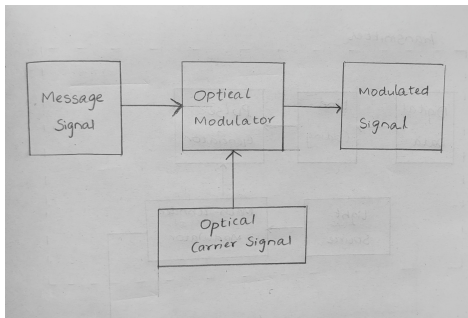 Message
Signal
Optical
Modulator
Modulated
Signal
Optical
Carrier Signal